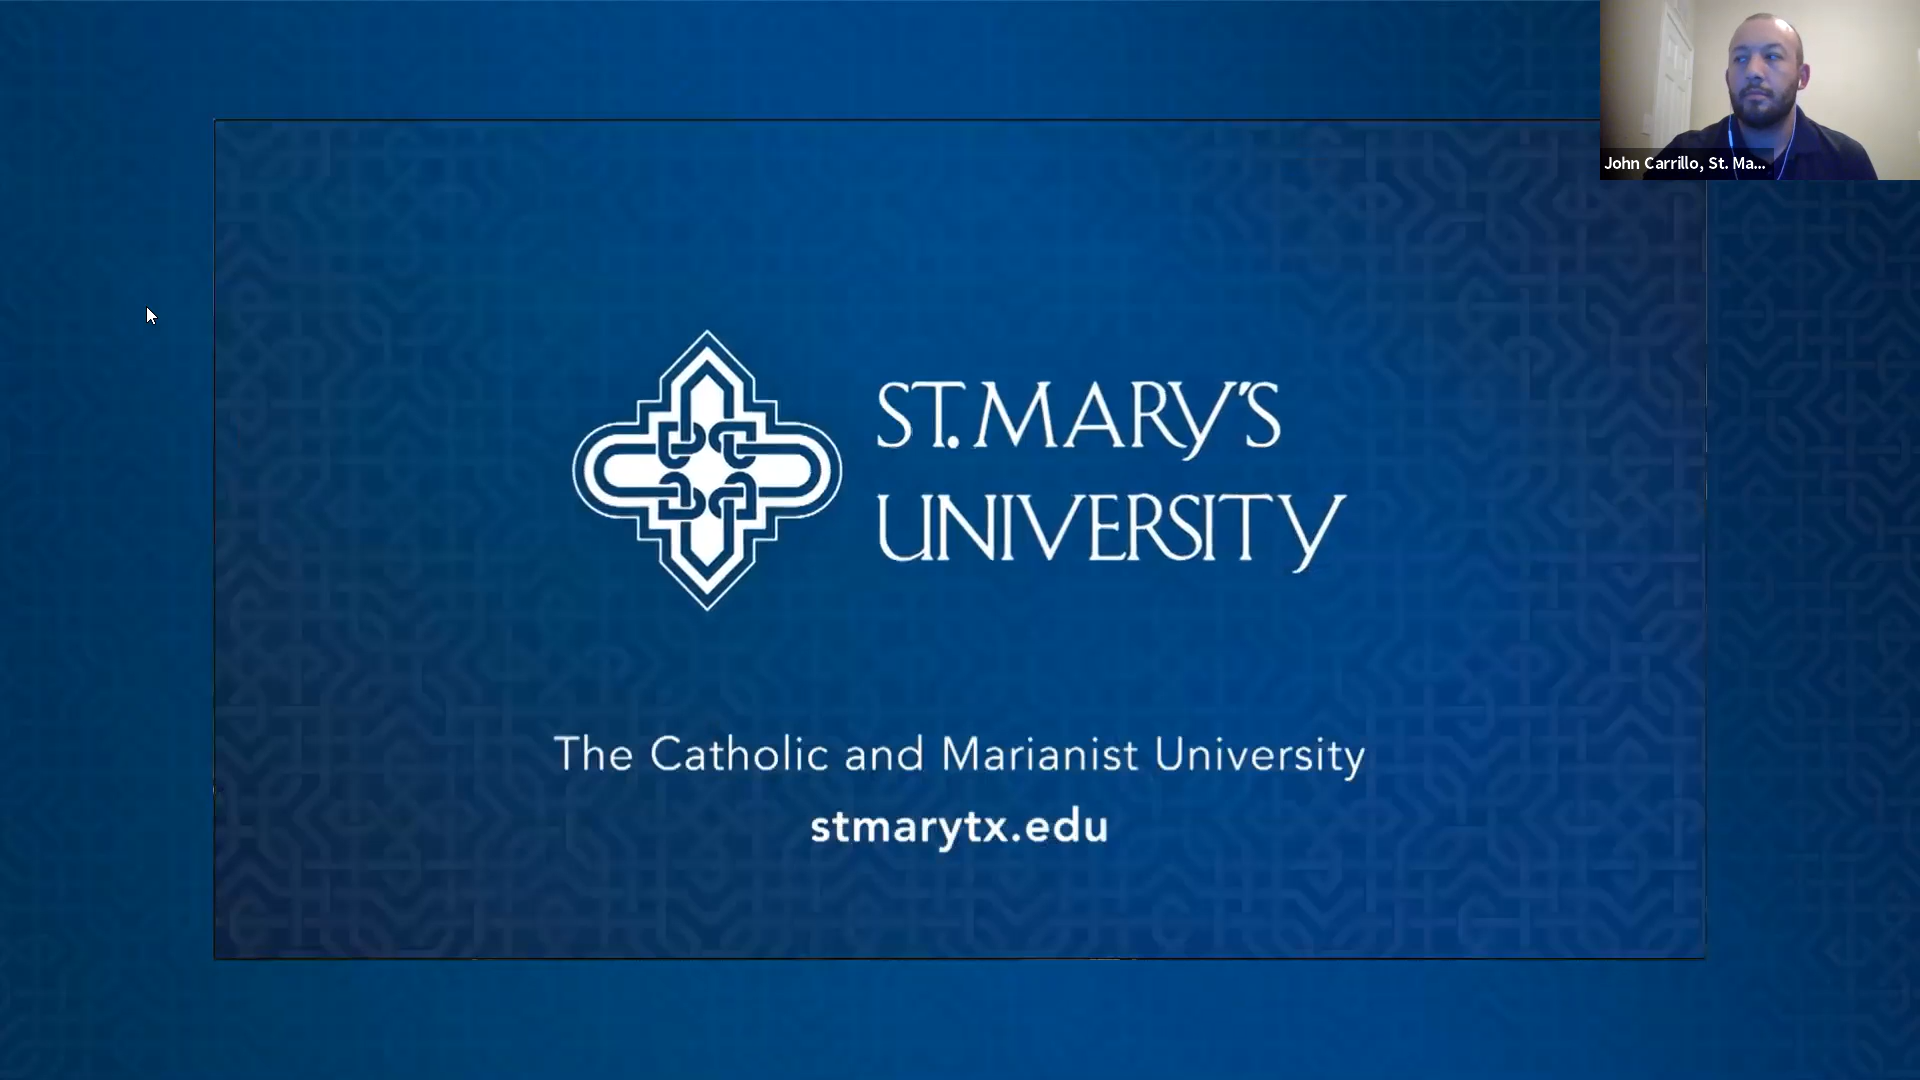 John Carrillo, St. Ma...
ST. MARY'S
UNIVERSITY
The Catholic and Marianist University
stmarytx.edu